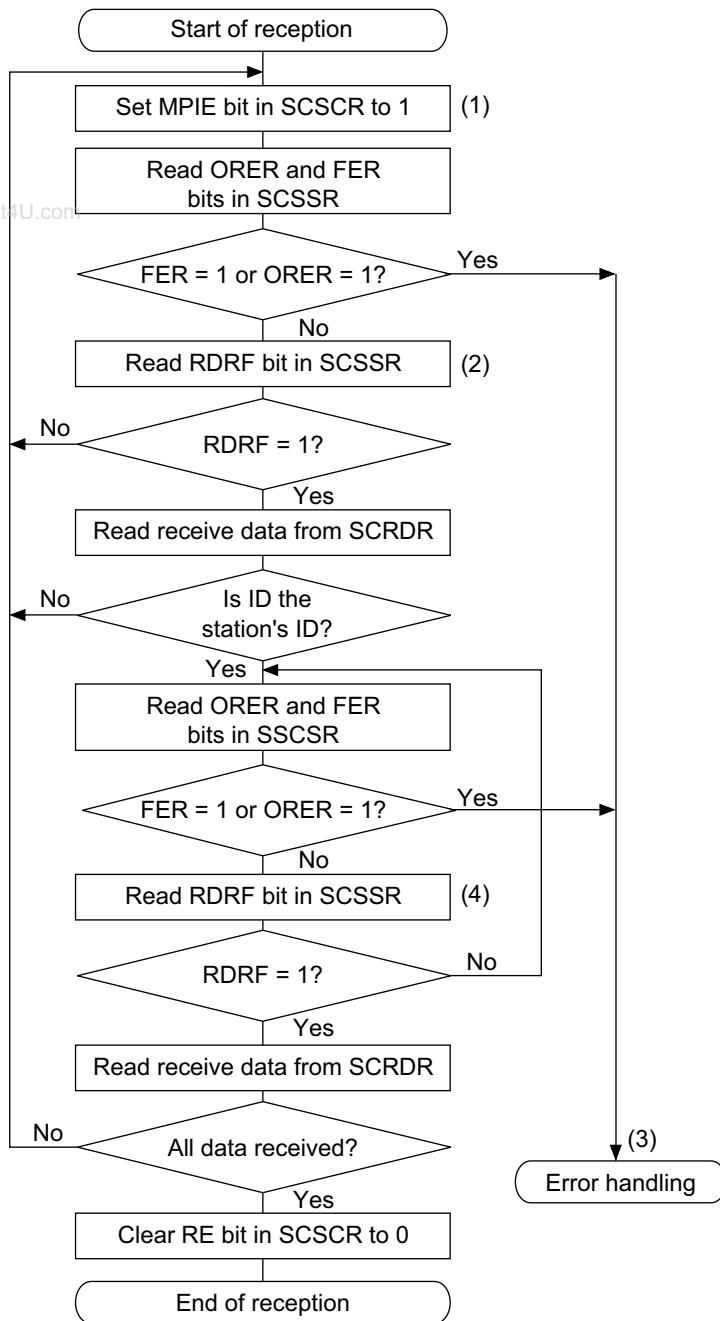 Start of reception
Set MPIE bit in SCSCR to 1
(1)
Read ORER and FER
bits in SCSSR
t4U.com
FER = 1 or ORER = 1?
Yes
No
Read RDRF bit in SCSSR
(2)
No
RDRF = 1?
Yes
Read receive data from SCRDR
No
Is ID the
station's ID?
Yes
Read ORER and FER
bits in SSCSR
FER = 1 or ORER = 1?
Yes
No
Read RDRF bit in SCSSR
(4)
RDRF = 1?
No
Yes
Read receive data from SCRDR
No
All data received?
(3)
Error handling
Yes
Clear RE bit in SCSCR to 0
End of reception